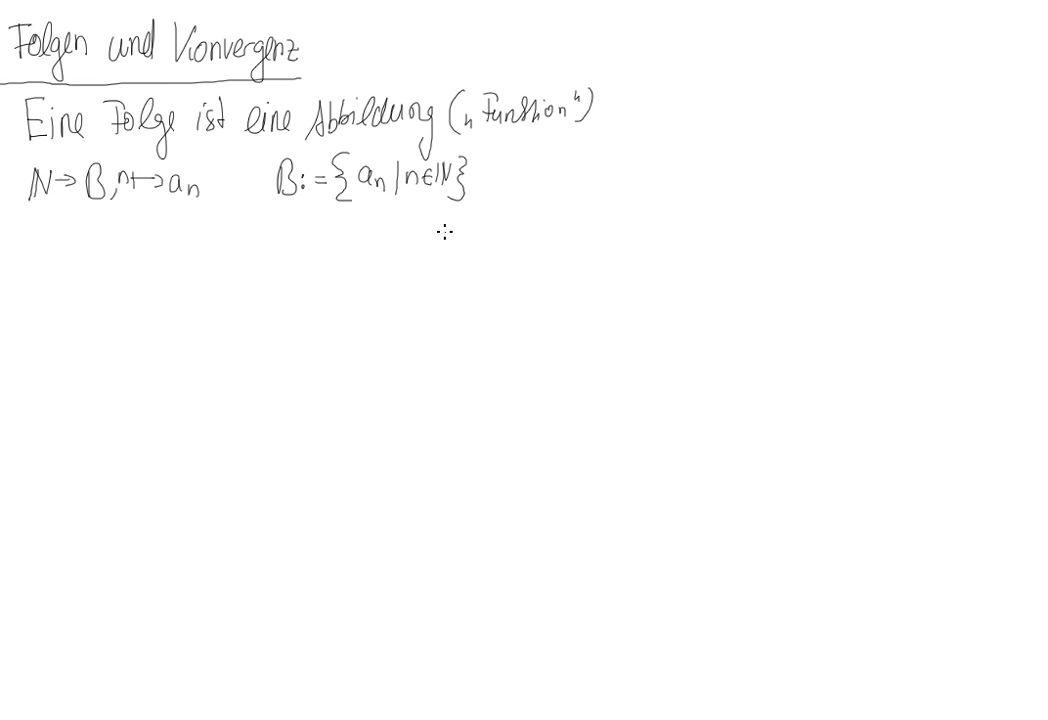 Folgen und Konvergenz
Eine Folge ist eine Abbildung („Funktion“)
ℕ → B, n ↦ aₙ B := { aₙ | n ∈ ℕ }